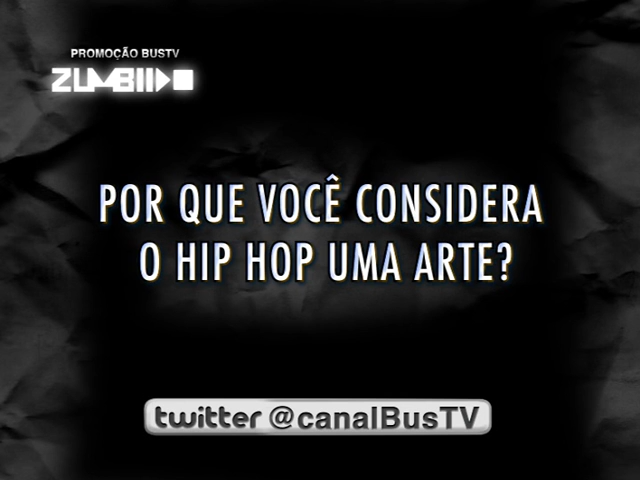 PROMOÇÃO BUSTV
ZUMBIIDO
POR QUE VOCÊ CONSIDERA
O HIP HOP UMA ARTE?
twitter @canalBusTV